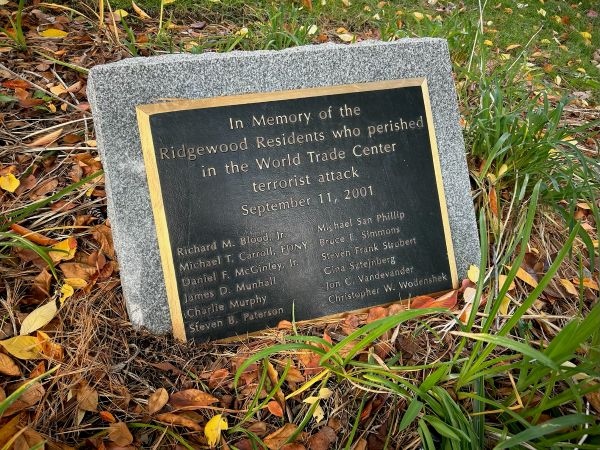 In Memory of the
Ridgewood Residents who perished
in the World Trade Center
terrorist attack
September 11, 2001
Richard M. Blood, Jr.
Michael T. Carroll, FDNY
Daniel F. McGinley, Jr.
James D. Munhall
Charlie Murphy
Steven B. Paterson
Michael San Phillip
Bruce E. Simmons
Steven Frank Strobert
Gina Sztejnberg
Jon C. Vandevander
Christopher W. Wodenshek